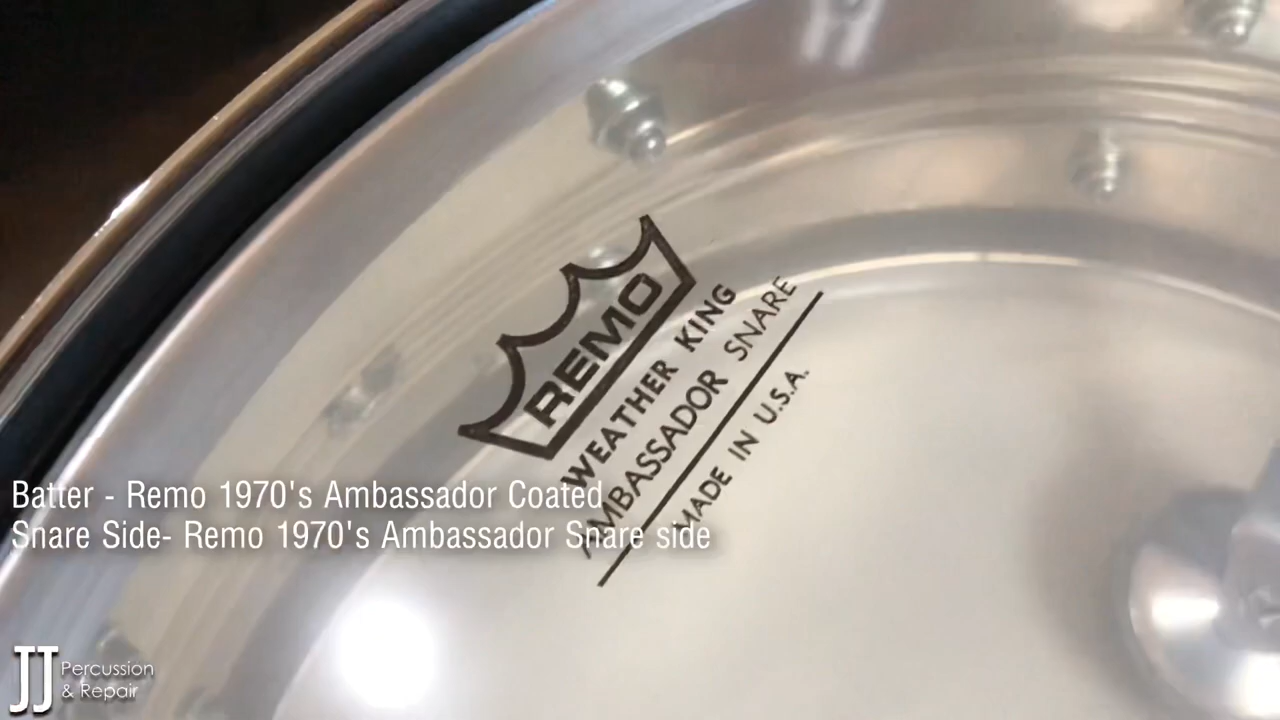 REMO
WEATHER KING
AMBASSADOR SNARE
MADE IN U.S.A.
Batter - Remo 1970's Ambassador Coated
Snare Side- Remo 1970's Ambassador Snare side
JJ Percussion
& Repair